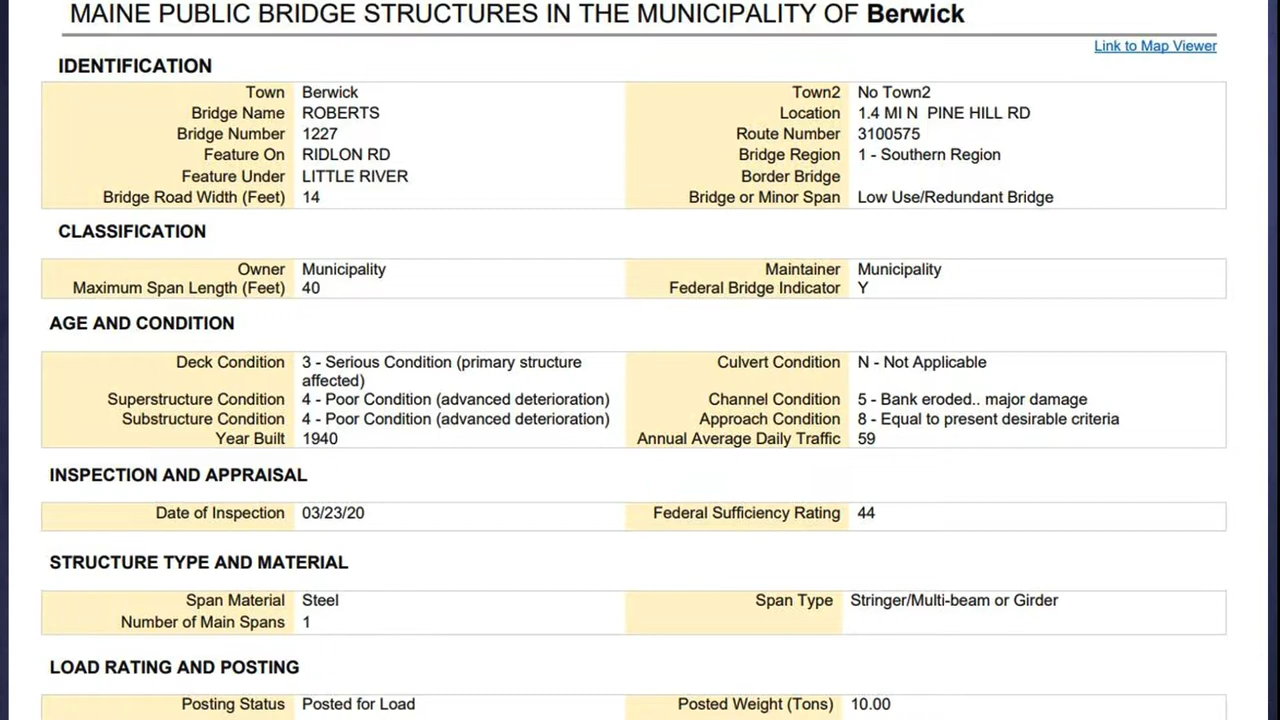 MAINE PUBLIC BRIDGE STRUCTURES IN THE MUNICIPALITY OF Berwick
Link to Map Viewer
IDENTIFICATION
Town Berwick Town2 No Town2
Bridge Name ROBERTS Location 1.4 MI N PINE HILL RD
Bridge Number 1227 Route Number 3100575
Feature On RIDLON RD Bridge Region 1 - Southern Region
Feature Under LITTLE RIVER Border Bridge
Bridge Road Width (Feet) 14 Bridge or Minor Span Low Use/Redundant Bridge
CLASSIFICATION
Owner Municipality Maintainer Municipality
Maximum Span Length (Feet) 40 Federal Bridge Indicator Y
AGE AND CONDITION
Deck Condition 3 - Serious Condition (primary structure Culvert Condition N - Not Applicable
affected)
Superstructure Condition 4 - Poor Condition (advanced deterioration) Channel Condition 5 - Bank eroded.. major damage
Substructure Condition 4 - Poor Condition (advanced deterioration) Approach Condition 8 - Equal to present desirable criteria
Year Built 1940 Annual Average Daily Traffic 59
INSPECTION AND APPRAISAL
Date of Inspection 03/23/20 Federal Sufficiency Rating 44
STRUCTURE TYPE AND MATERIAL
Span Material Steel Span Type Stringer/Multi-beam or Girder
Number of Main Spans 1
LOAD RATING AND POSTING
Posting Status Posted for Load Posted Weight (Tons) 10.00